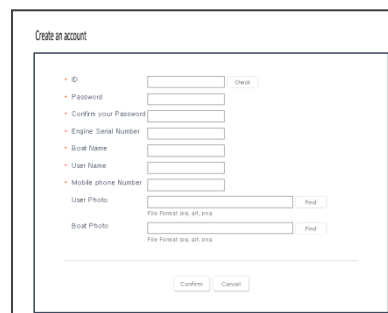 Create an account
* ID Check
* Password
* Confirm your Password
* Engine Serial Number
* Boat Name
* User Name
* Mobile phone Number
User Photo Find
File Format jpg, gif, png
Boat Photo Find
File Format jpg, gif, png
Confirm Cancel